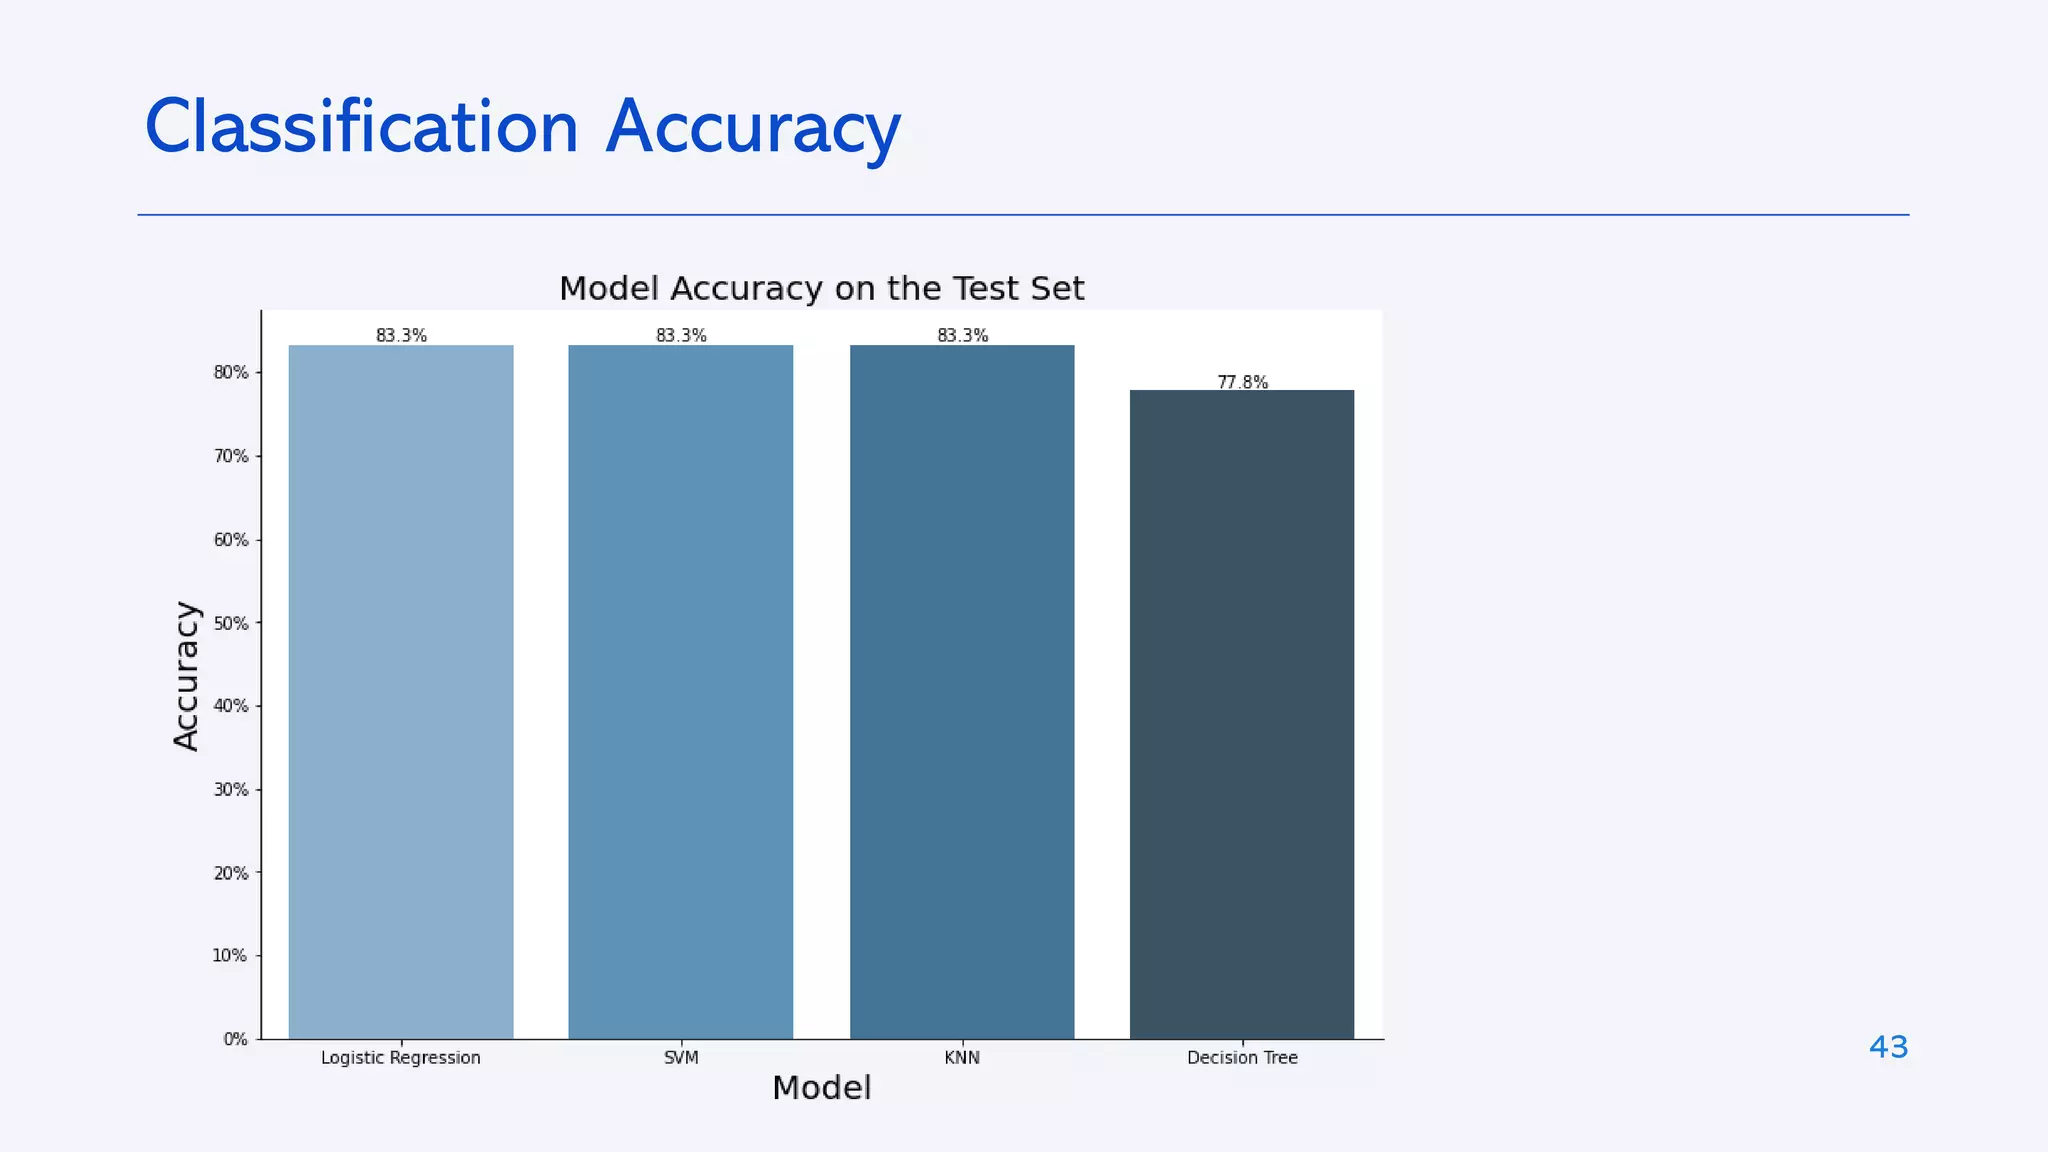 Classification Accuracy
Model Accuracy on the Test Set
83.3%
83.3%
83.3%
77.8%
80%
70%
60%
50%
40%
30%
20%
10%
0%
Accuracy
Logistic Regression
SVM
KNN
Decision Tree
Model
43